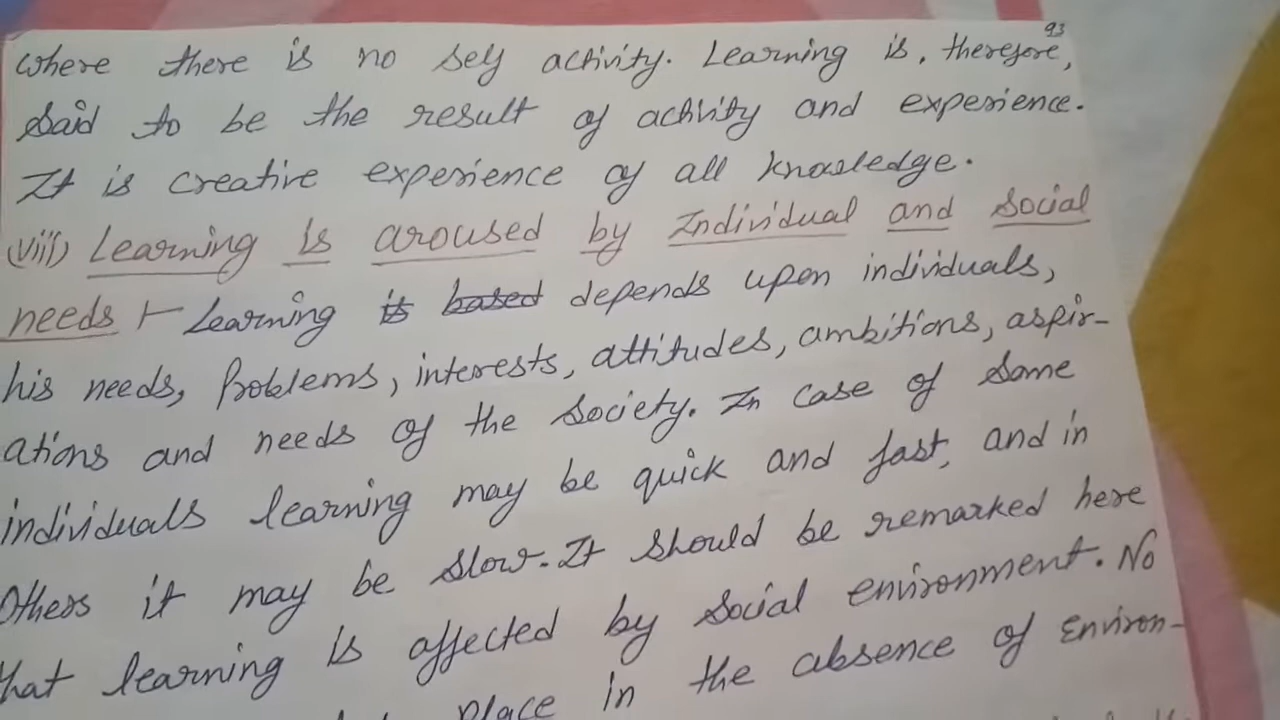 93
where there is no self activity. Learning is, therefore,
said to be the result of activity and experience.
It is creative experience of all knowledge.
(viii) Learning is aroused by Individual and Social
needs :- Learning is based depends upon individuals,
his needs, Problems, interests, attitudes, ambitions, aspir-
ations and needs of the Society. In case of some
individuals learning may be quick and fast, and in
Others it may be slow. It should be remarked here
that learning is affected by social environment. No
place in the absence of Environ-